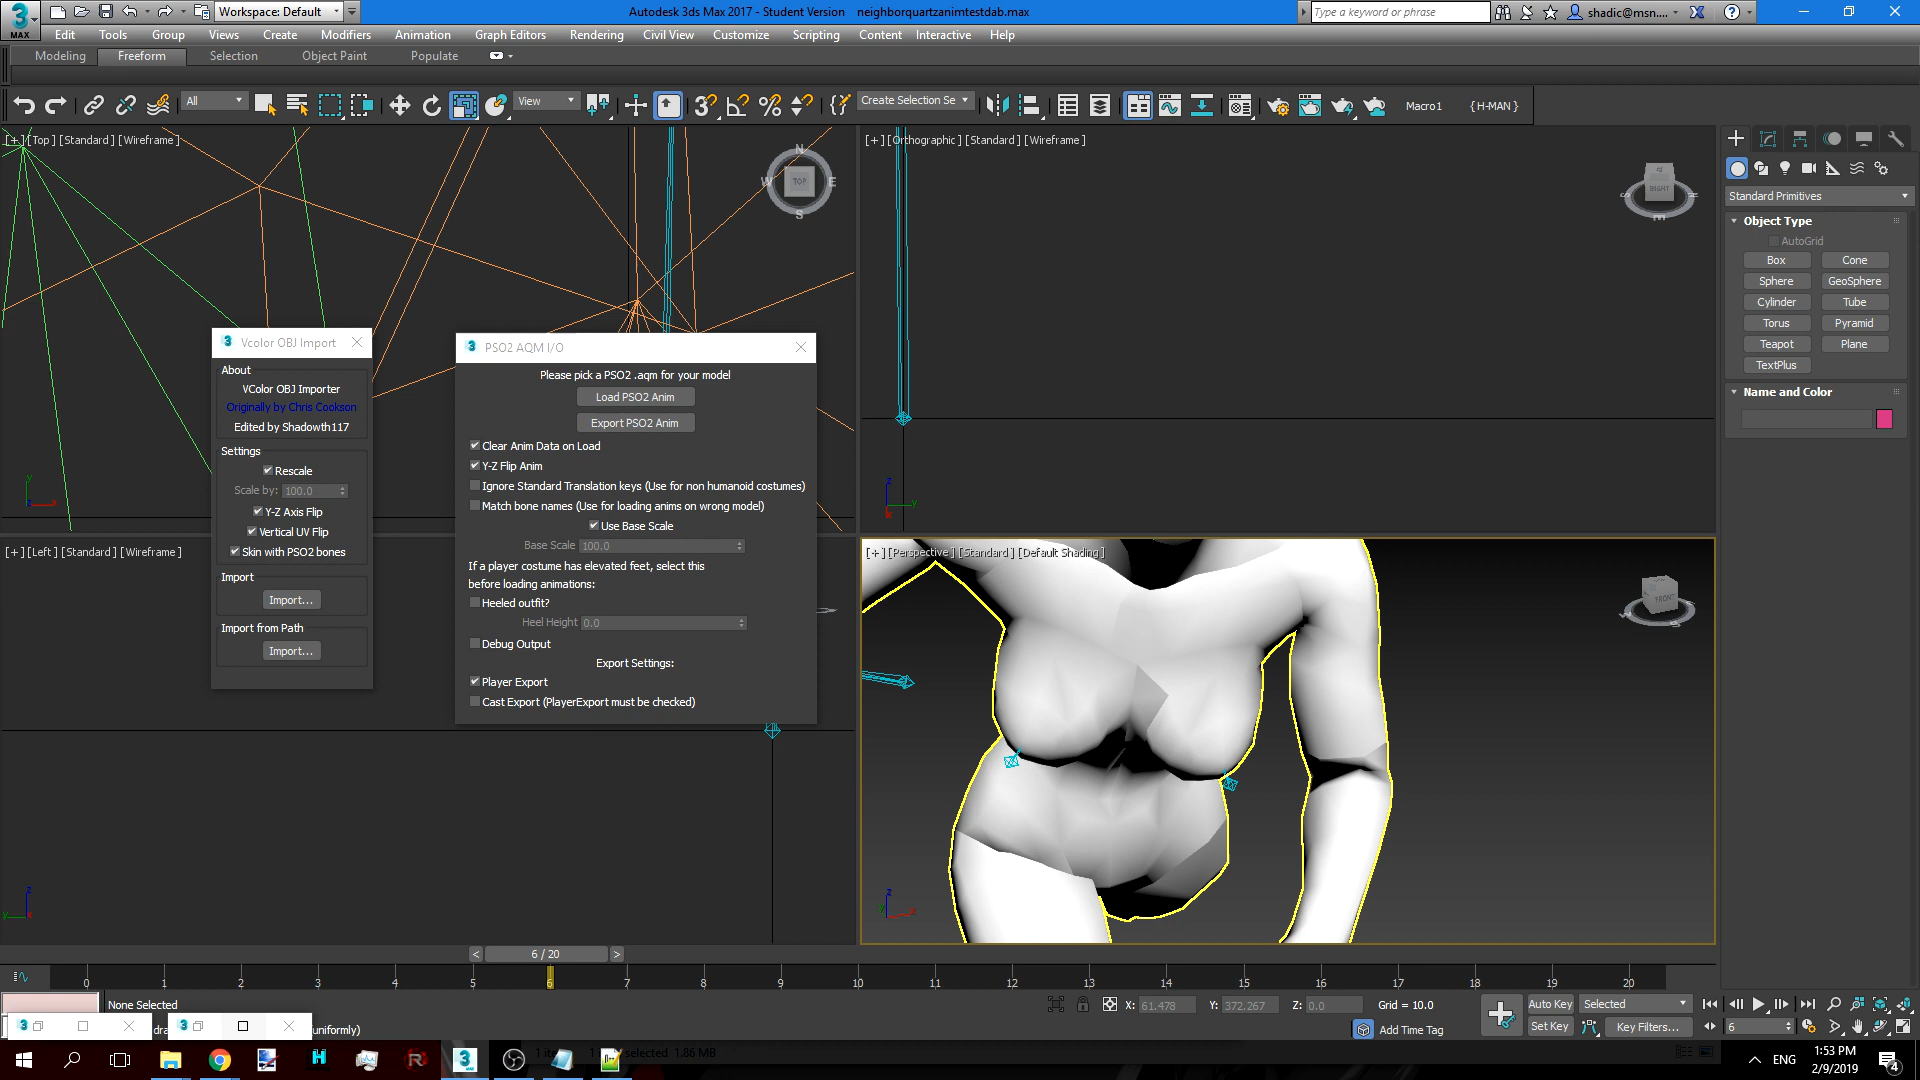 3
MAX
Workspace: Default
Autodesk 3ds Max 2017 - Student Version neighborquartzanimtestdab.max
Type a keyword or phrase
shadic@msn....
Edit Tools Group Views Create Modifiers Animation Graph Editors Rendering Civil View Customize Scripting Content Interactive Help
Modeling Freeform Selection Object Paint Populate
All
View
Create Selection Se
Macro1
{H-MAN}
[+] [Top] [Standard] [Wireframe]
N
W TOP E
S
[+] [Orthographic] [Standard] [Wireframe]
RIGHT
Standard Primitives
Object Type
AutoGrid
Box Cone
Sphere GeoSphere
Cylinder Tube
Torus Pyramid
Teapot Plane
TextPlus
Name and Color
Vcolor OBJ Import
About
VColor OBJ Importer
Originally by Chris Cookson
Edited by Shadowth117
Settings
Rescale
Scale by: 100.0
Y-Z Axis Flip
Vertical UV Flip
Skin with PSO2 bones
Import
Import...
Import from Path
Import...
PSO2 AQM I/O
Please pick a PSO2 .aqm for your model
Load PSO2 Anim
Export PSO2 Anim
Clear Anim Data on Load
Y-Z Flip Anim
Ignore Standard Translation keys (Use for non humanoid costumes)
Match bone names (Use for loading anims on wrong model)
Use Base Scale
Base Scale 100.0
If a player costume has elevated feet, select this
before loading animations:
Heeled outfit?
Heel Height 0.0
Debug Output
Export Settings:
Player Export
Cast Export (PlayerExport must be checked)
[+] [Left] [Standard] [Wireframe]
[+] [Perspective] [Standard] [Default Shading]
FRONT
< 6 / 20 >
0 1 2 3 4 5 6 7 8 9 10 11 12 13 14 15 16 17 18 19 20
None Selected
X: 61.478 Y: 372.267 Z: 0.0 Grid = 10.0
Auto Key Selected
uniformly)
Add Time Tag
Set Key Key Filters...
6
selected 1.86 MB
ENG
1:53 PM
2/9/2019
4